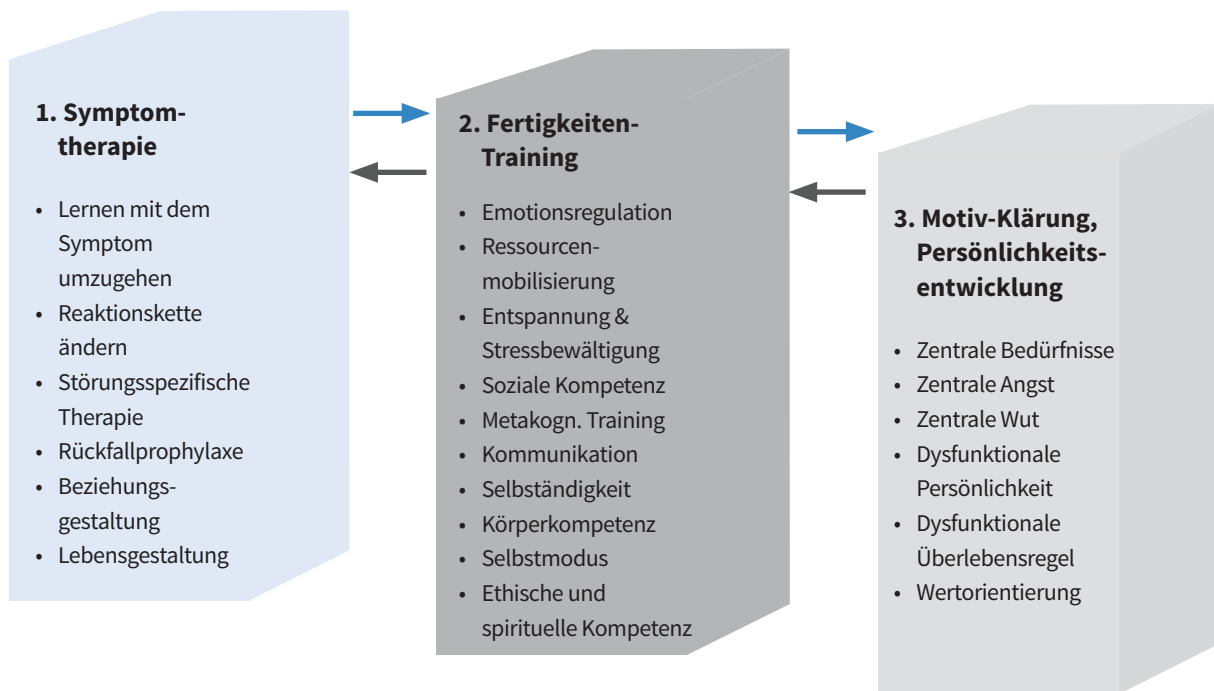 1. Symptom-
therapie
• Lernen mit dem
Symptom
umzugehen
• Reaktionskette
ändern
• Störungsspezifische
Therapie
• Rückfallprophylaxe
• Beziehungs-
gestaltung
• Lebensgestaltung
2. Fertigkeiten-
Training
• Emotionsregulation
• Ressourcen-
mobilisierung
• Entspannung &
Stressbewältigung
• Soziale Kompetenz
• Metakogn. Training
• Kommunikation
• Selbständigkeit
• Körperkompetenz
• Selbstmodus
• Ethische und
spirituelle Kompetenz
3. Motiv-Klärung,
Persönlichkeits-
entwicklung
• Zentrale Bedürfnisse
• Zentrale Angst
• Zentrale Wut
• Dysfunktionale
Persönlichkeit
• Dysfunktionale
Überlebensregel
• Wertorientierung